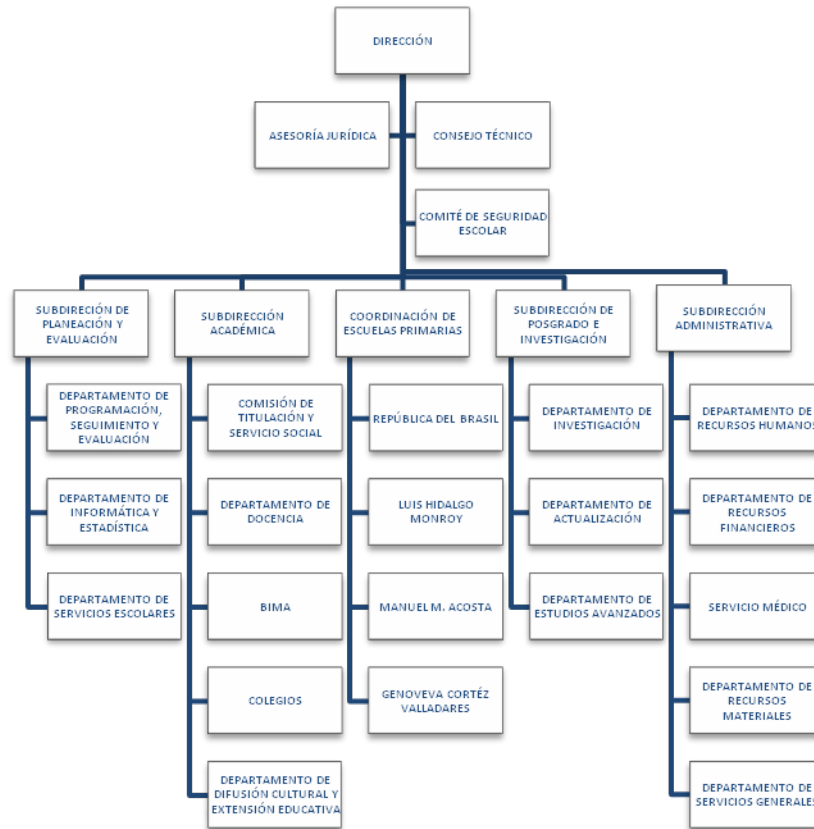 DIRECCIÓN
ASESORÍA JURÍDICA
CONSEJO TÉCNICO
COMITÉ DE SEGURIDAD
ESCOLAR
SUBDIRECIÓN DE
PLANEACIÓN Y
EVALUACIÓN
DEPARTAMENTO DE
PROGRAMACIÓN,
SEGUIMIENTO Y
EVALUACIÓN
DEPARTAMENTO DE
INFORMÁTICA Y
ESTADÍSTICA
DEPARTAMENTO DE
SERVICIOS ESCOLARES
SUBDIRECCIÓN
ACADÉMICA
COMISIÓN DE
TITULACIÓN Y
SERVICIO SOCIAL
DEPARTAMENTO DE
DOCENCIA
BIMA
COLEGIOS
DEPARTAMENTO DE
DIFUSIÓN CULTURAL Y
EXTENSIÓN EDUCATIVA
COORDINACIÓN DE
ESCUELAS PRIMARIAS
REPÚBLICA DEL BRASIL
LUIS HIDALGO
MONROY
MANUEL M. ACOSTA
GENOVEVA CORTÉZ
VALLADARES
SUBDIRECCIÓN DE
POSGRADO E
INVESTIGACIÓN
DEPARTAMENTO DE
INVESTIGACIÓN
DEPARTAMENTO DE
ACTUALIZACIÓN
DEPARTAMENTO DE
ESTUDIOS AVANZADOS
SUBDIRECCIÓN
ADMINISTRATIVA
DEPARTAMENTO DE
RECURSOS HUMANOS
DEPARTAMENTO DE
RECURSOS
FINANCIEROS
SERVICIO MÉDICO
DEPARTAMENTO DE
RECURSOS
MATERIALES
DEPARTAMENTO DE
SERVICIOS GENERALES